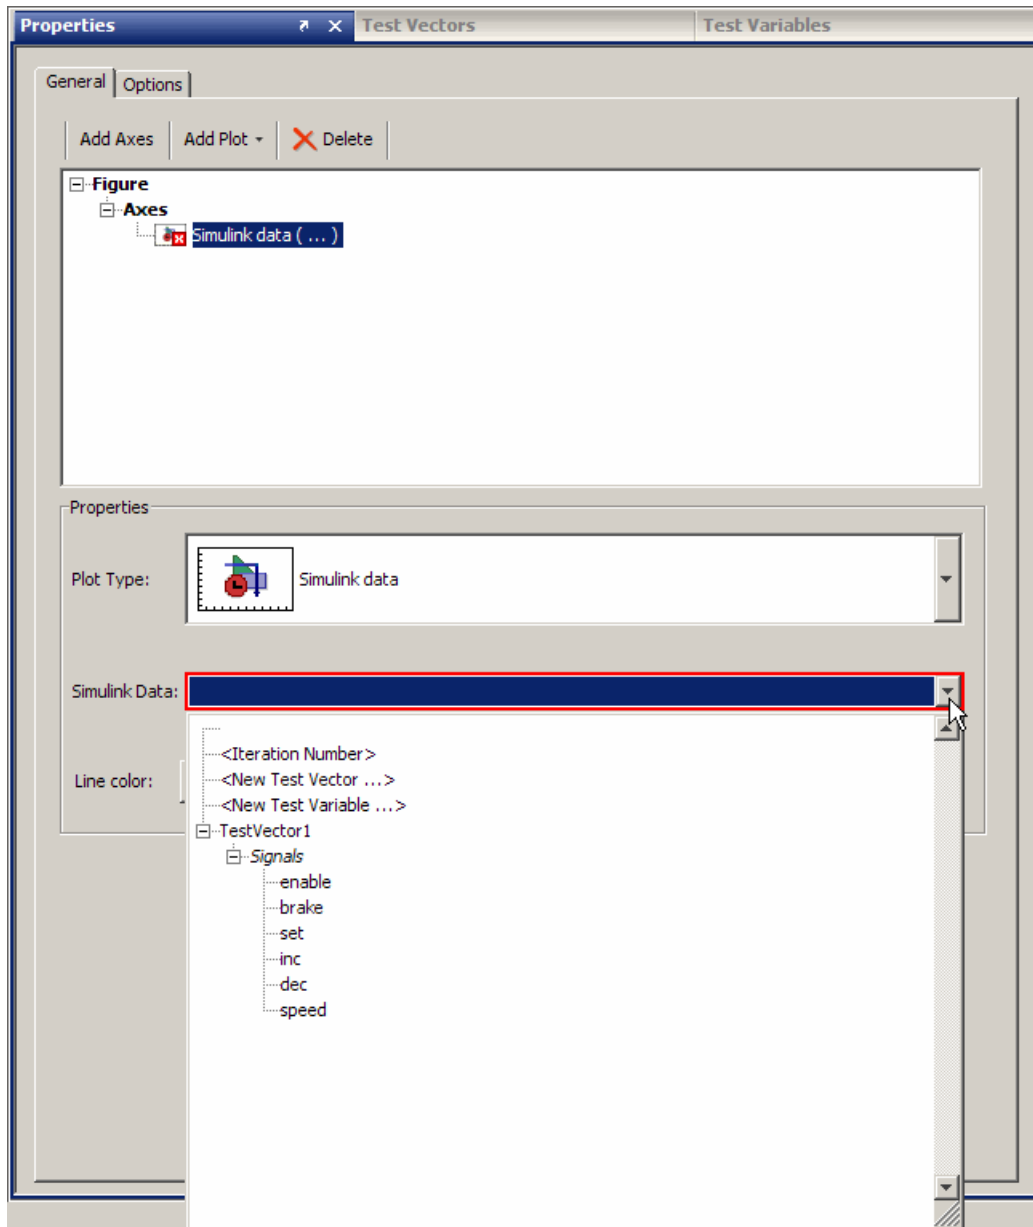 Properties Test Vectors Test Variables
General Options
Add Axes Add Plot Delete
Figure
Axes
Simulink data ( ... )
Properties
Plot Type: Simulink data
Simulink Data:
<Iteration Number>
<New Test Vector ...>
Line color:
<New Test Variable ...>
TestVector1
Signals
enable
brake
set
inc
dec
speed